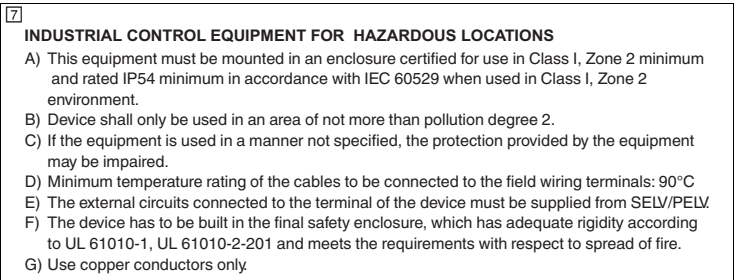 7
INDUSTRIAL CONTROL EQUIPMENT FOR HAZARDOUS LOCATIONS
A) This equipment must be mounted in an enclosure certified for use in Class I, Zone 2 minimum
and rated IP54 minimum in accordance with IEC 60529 when used in Class I, Zone 2
environment.
B) Device shall only be used in an area of not more than pollution degree 2.
C) If the equipment is used in a manner not specified, the protection provided by the equipment
may be impaired.
D) Minimum temperature rating of the cables to be connected to the field wiring terminals: 90°C
E) The external circuits connected to the terminal of the device must be supplied from SELV/PELV.
F) The device has to be built in the final safety enclosure, which has adequate rigidity according
to UL 61010-1, UL 61010-2-201 and meets the requirements with respect to spread of fire.
G) Use copper conductors only.